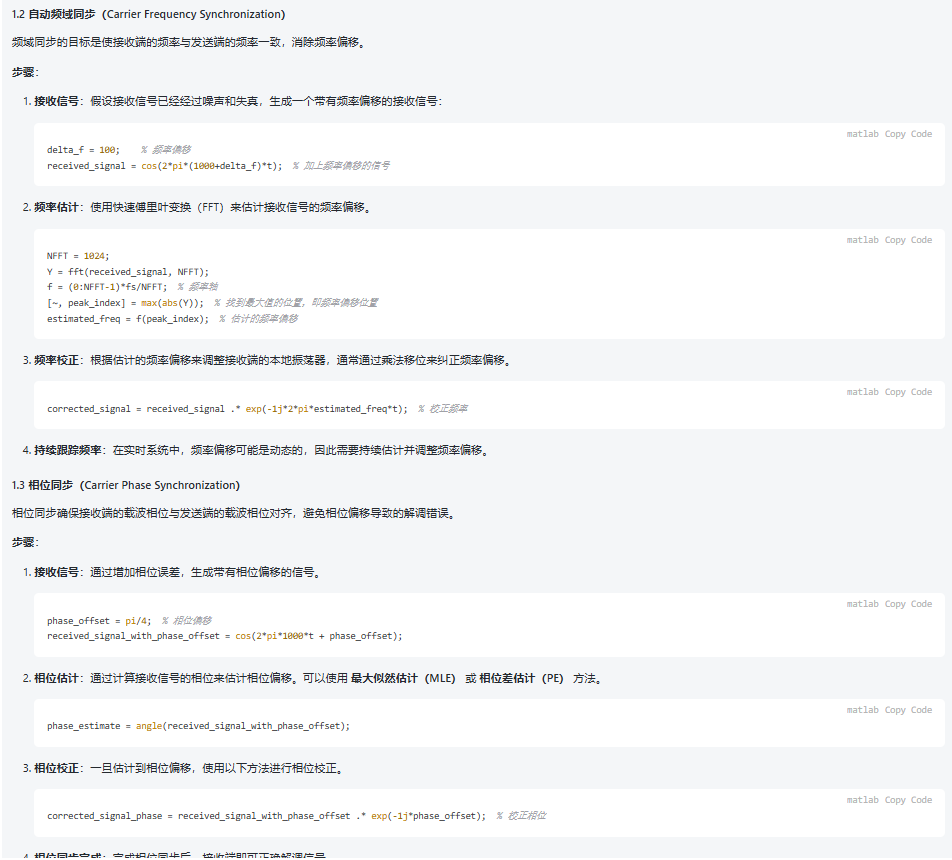 1.2 自动频域同步（Carrier Frequency Synchronization）
频域同步的目标是使接收端的频率与发送端的频率一致，消除频率偏移。
步骤：
1. 接收信号：假设接收信号已经经过噪声和失真，生成一个带有频率偏移的接收信号：
matlab Copy Code
delta_f = 100;    % 频率偏移
received_signal = cos(2*pi*(1000+delta_f)*t);  % 加上频率偏移的信号
2. 频率估计：使用快速傅里叶变换（FFT）来估计接收信号的频率偏移。
matlab Copy Code
NFFT = 1024;
Y = fft(received_signal, NFFT);
f = (0:NFFT-1)*fs/NFFT;  % 频率轴
[~, peak_index] = max(abs(Y));  % 找到最大值的位置，即频率偏移位置
estimated_freq = f(peak_index);  % 估计的频率偏移
3. 频率校正：根据估计的频率偏移来调整接收端的本地振荡器，通常通过乘法移位来纠正频率偏移。
matlab Copy Code
corrected_signal = received_signal .* exp(-1j*2*pi*estimated_freq*t);  % 校正频率
4. 持续跟踪频率：在实时系统中，频率偏移可能是动态的，因此需要持续估计并调整频率偏移。
1.3 相位同步（Carrier Phase Synchronization）
相位同步确保接收端的载波相位与发送端的载波相位对齐，避免相位偏移导致的解调错误。
步骤：
1. 接收信号：通过增加相位误差，生成带有相位偏移的信号。
matlab Copy Code
phase_offset = pi/4;  % 相位偏移
received_signal_with_phase_offset = cos(2*pi*1000*t + phase_offset);
2. 相位估计：通过计算接收信号的相位来估计相位偏移。可以使用 最大似然估计（MLE） 或 相位差估计（PE） 方法。
matlab Copy Code
phase_estimate = angle(received_signal_with_phase_offset);
3. 相位校正：一旦估计到相位偏移，使用以下方法进行相位校正。
matlab Copy Code
corrected_signal_phase = received_signal_with_phase_offset .* exp(-1j*phase_offset);  % 校正相位
4. 相位同步完成：完成相位同步后，接收端即可正确解调信号